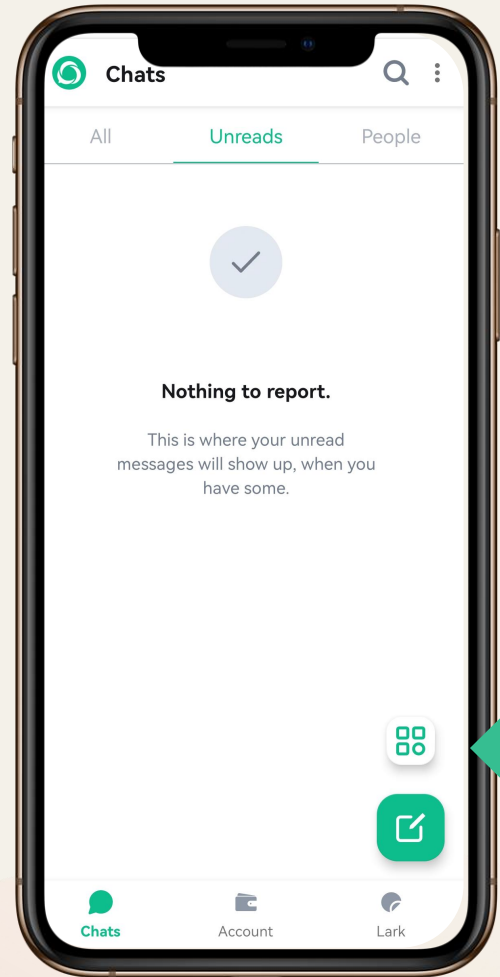 Chats
All Unreads People
Nothing to report.
This is where your unread
messages will show up, when you
have some.
Chats Account Lark